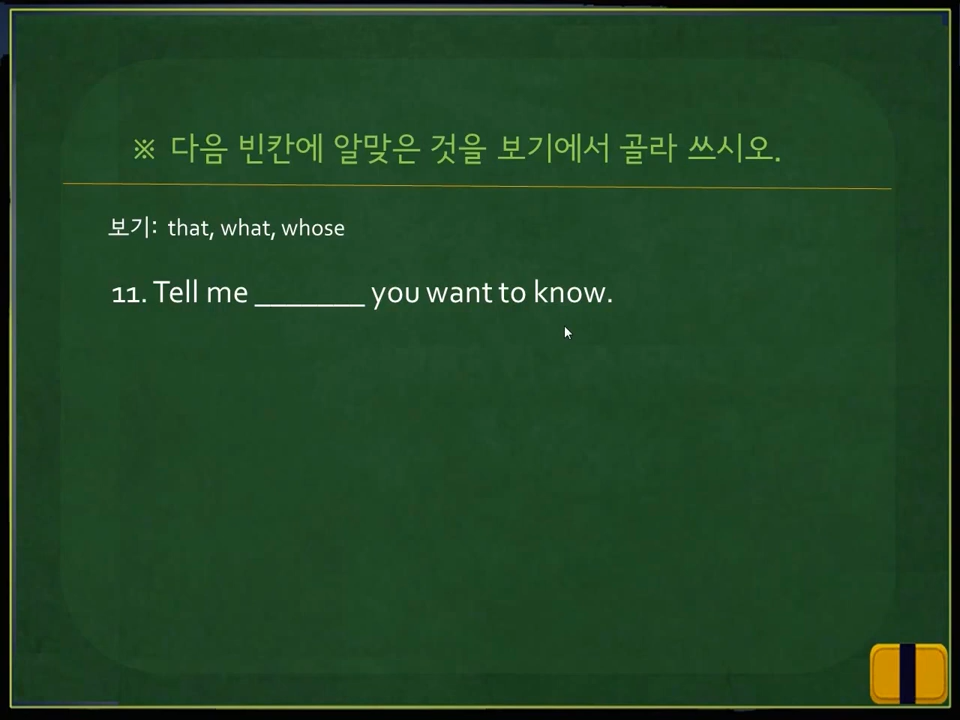 ※ 다음 빈칸에 알맞은 것을 보기에서 골라 쓰시오.
보기: that, what, whose
11. Tell me _______ you want to know.